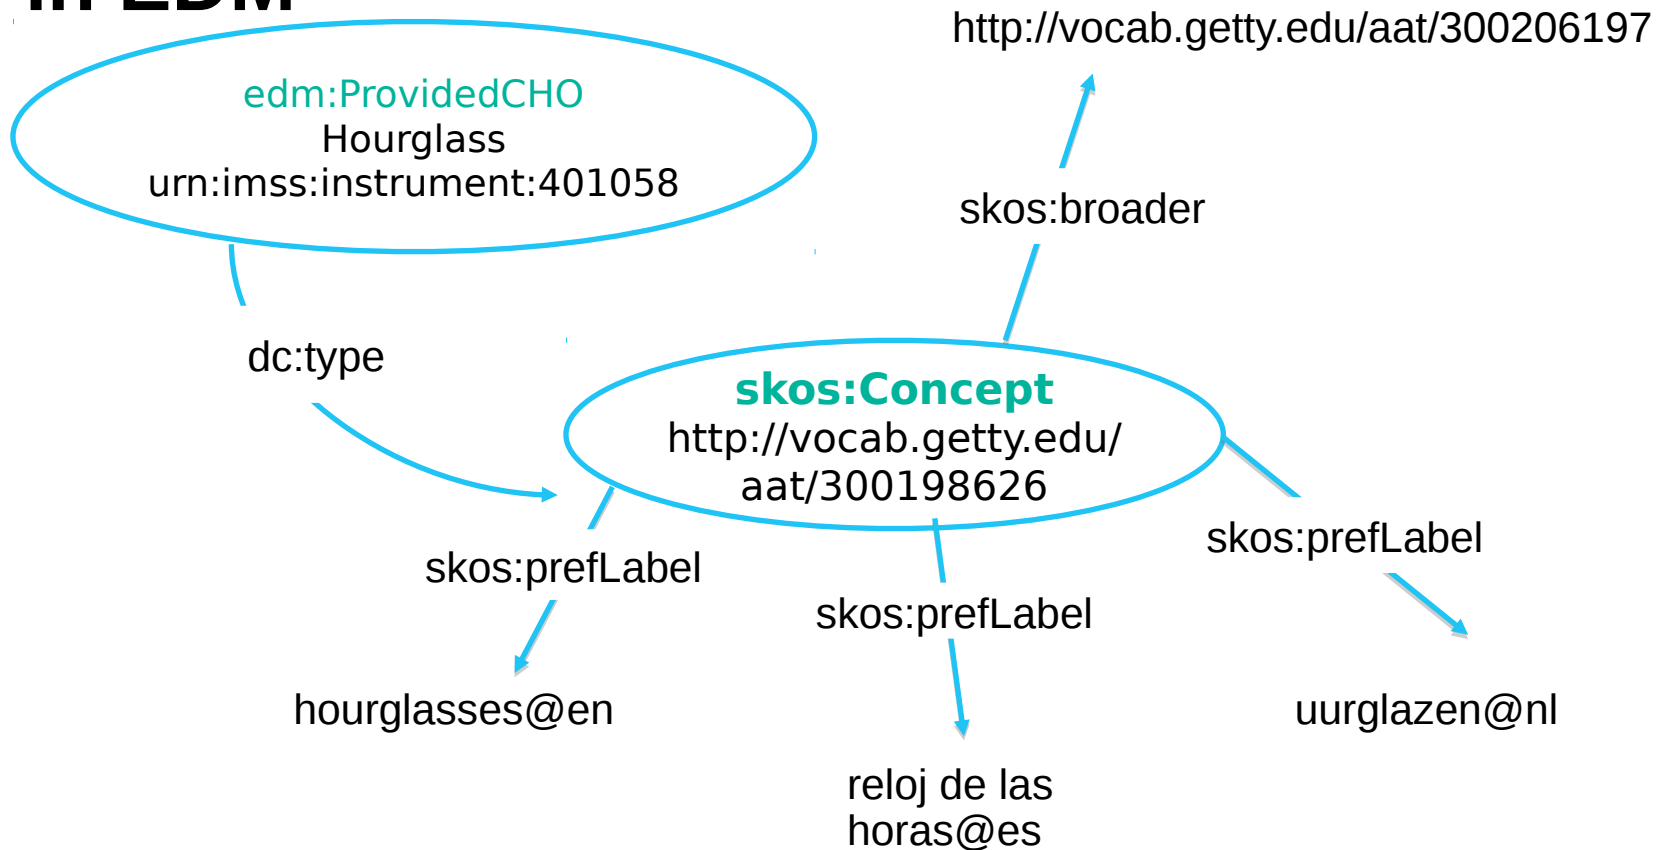 in EDM
http://vocab.getty.edu/aat/300206197
edm:ProvidedCHO
Hourglass
urn:imss:instrument:401058
skos:broader
dc:type
skos:Concept
http://vocab.getty.edu/
aat/300198626
skos:prefLabel
skos:prefLabel
skos:prefLabel
hourglasses@en
uurglazen@nl
reloj de las
horas@es